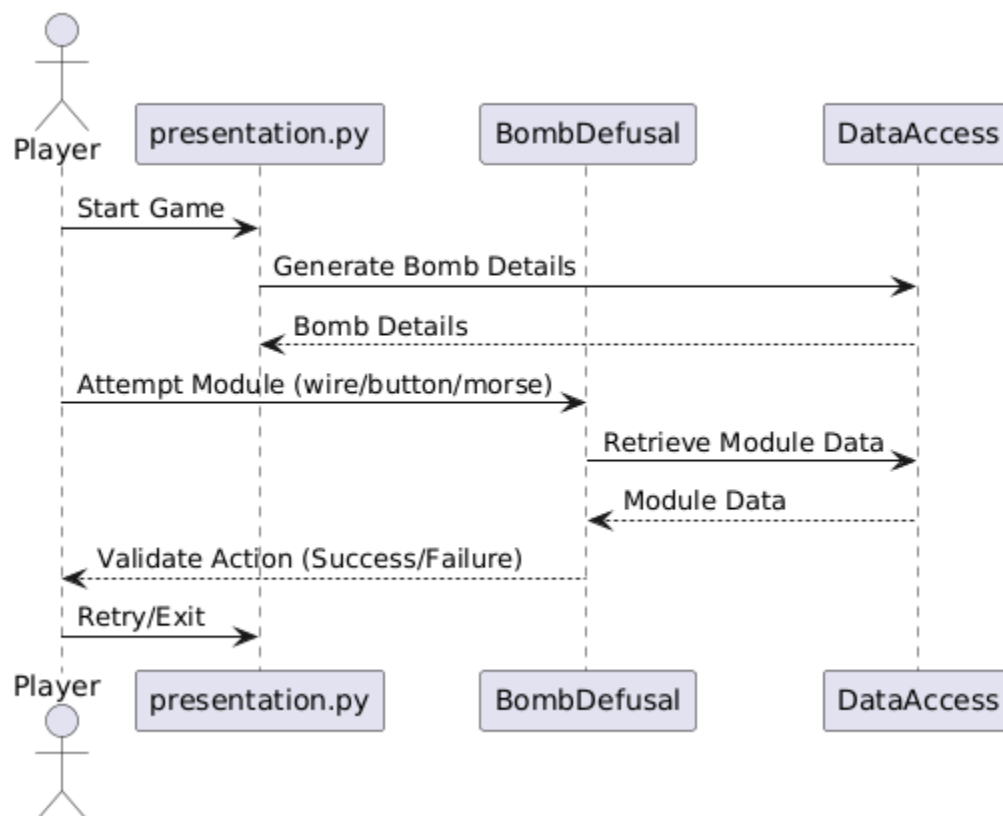 Player
presentation.py
BombDefusal
DataAccess
Start Game
Generate Bomb Details
Bomb Details
Attempt Module (wire/button/morse)
Retrieve Module Data
Module Data
Validate Action (Success/Failure)
Retry/Exit
Player
presentation.py
BombDefusal
DataAccess